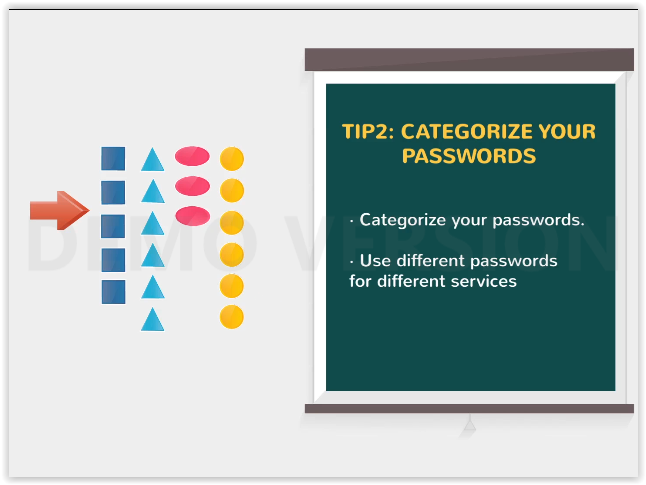 TIP2: CATEGORIZE YOUR
PASSWORDS
· Categorize your passwords.
· Use different passwords
for different services
DEMO VERSION